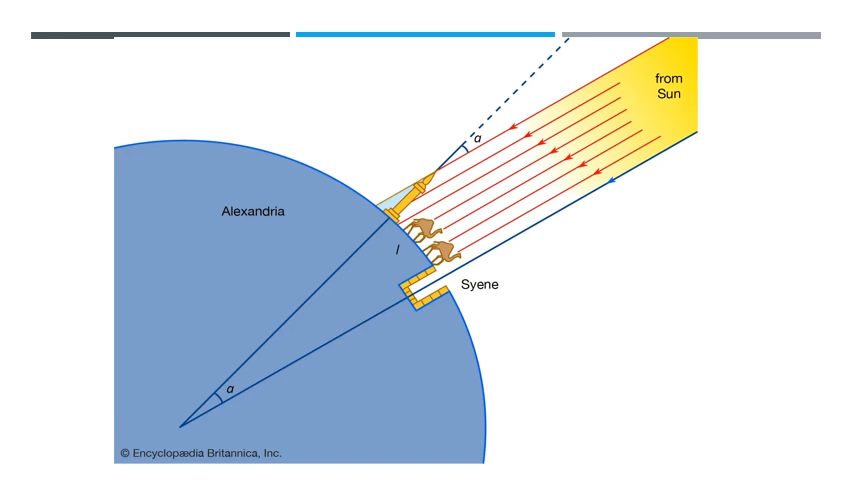 from
Sun
a
Alexandria
l
Syene
a
© Encyclopædia Britannica, Inc.